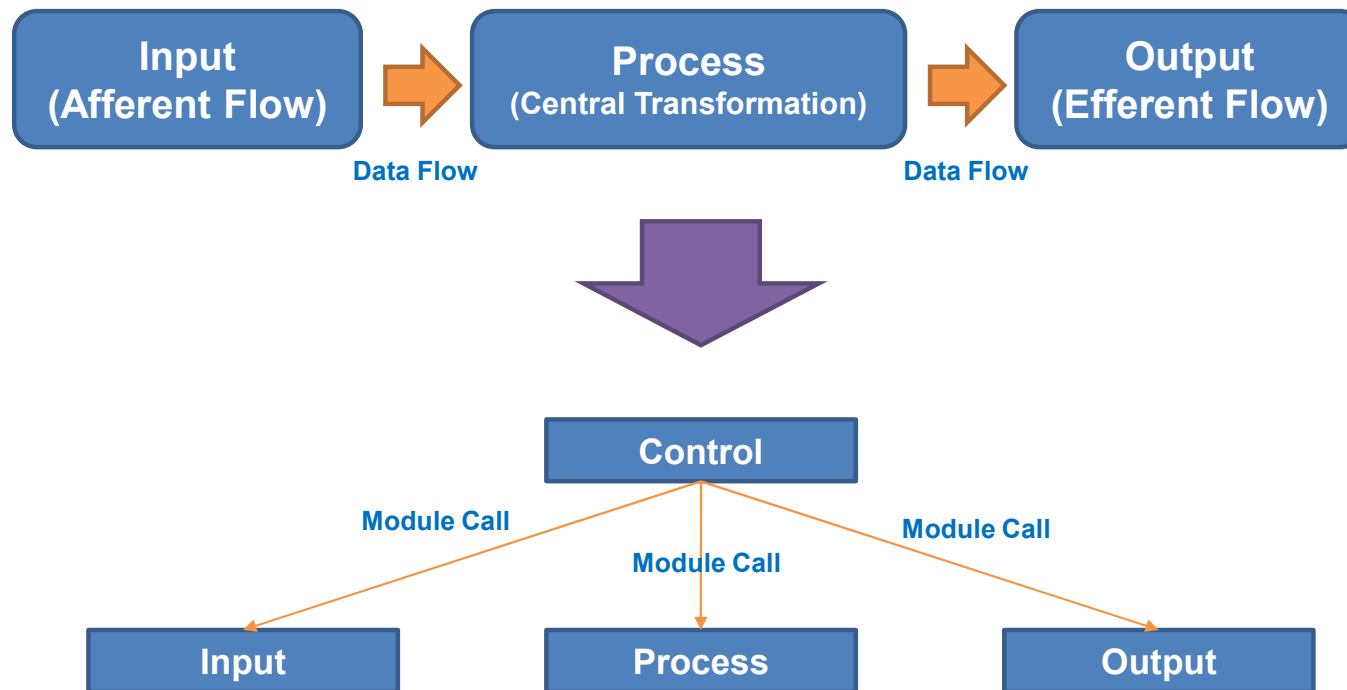 Input
(Afferent Flow)
Process
(Central Transformation)
Output
(Efferent Flow)
Data Flow
Data Flow
Control
Module Call
Module Call
Module Call
Input
Process
Output